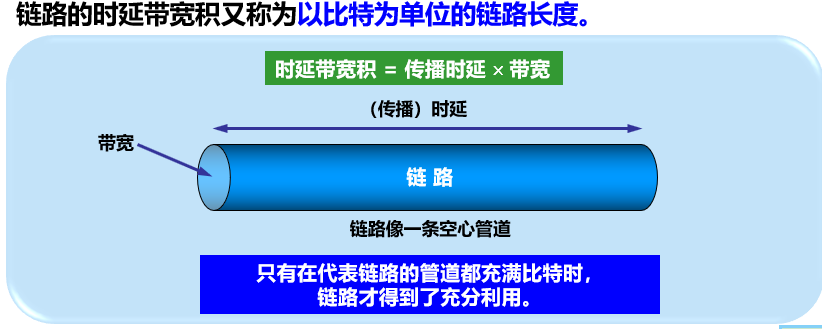 链路的时延带宽积又称为以比特为单位的链路长度。
时延带宽积 = 传播时延 × 带宽
（传播）时延
带宽
链 路
链路像一条空心管道
只有在代表链路的管道都充满比特时，
链路才得到了充分利用。